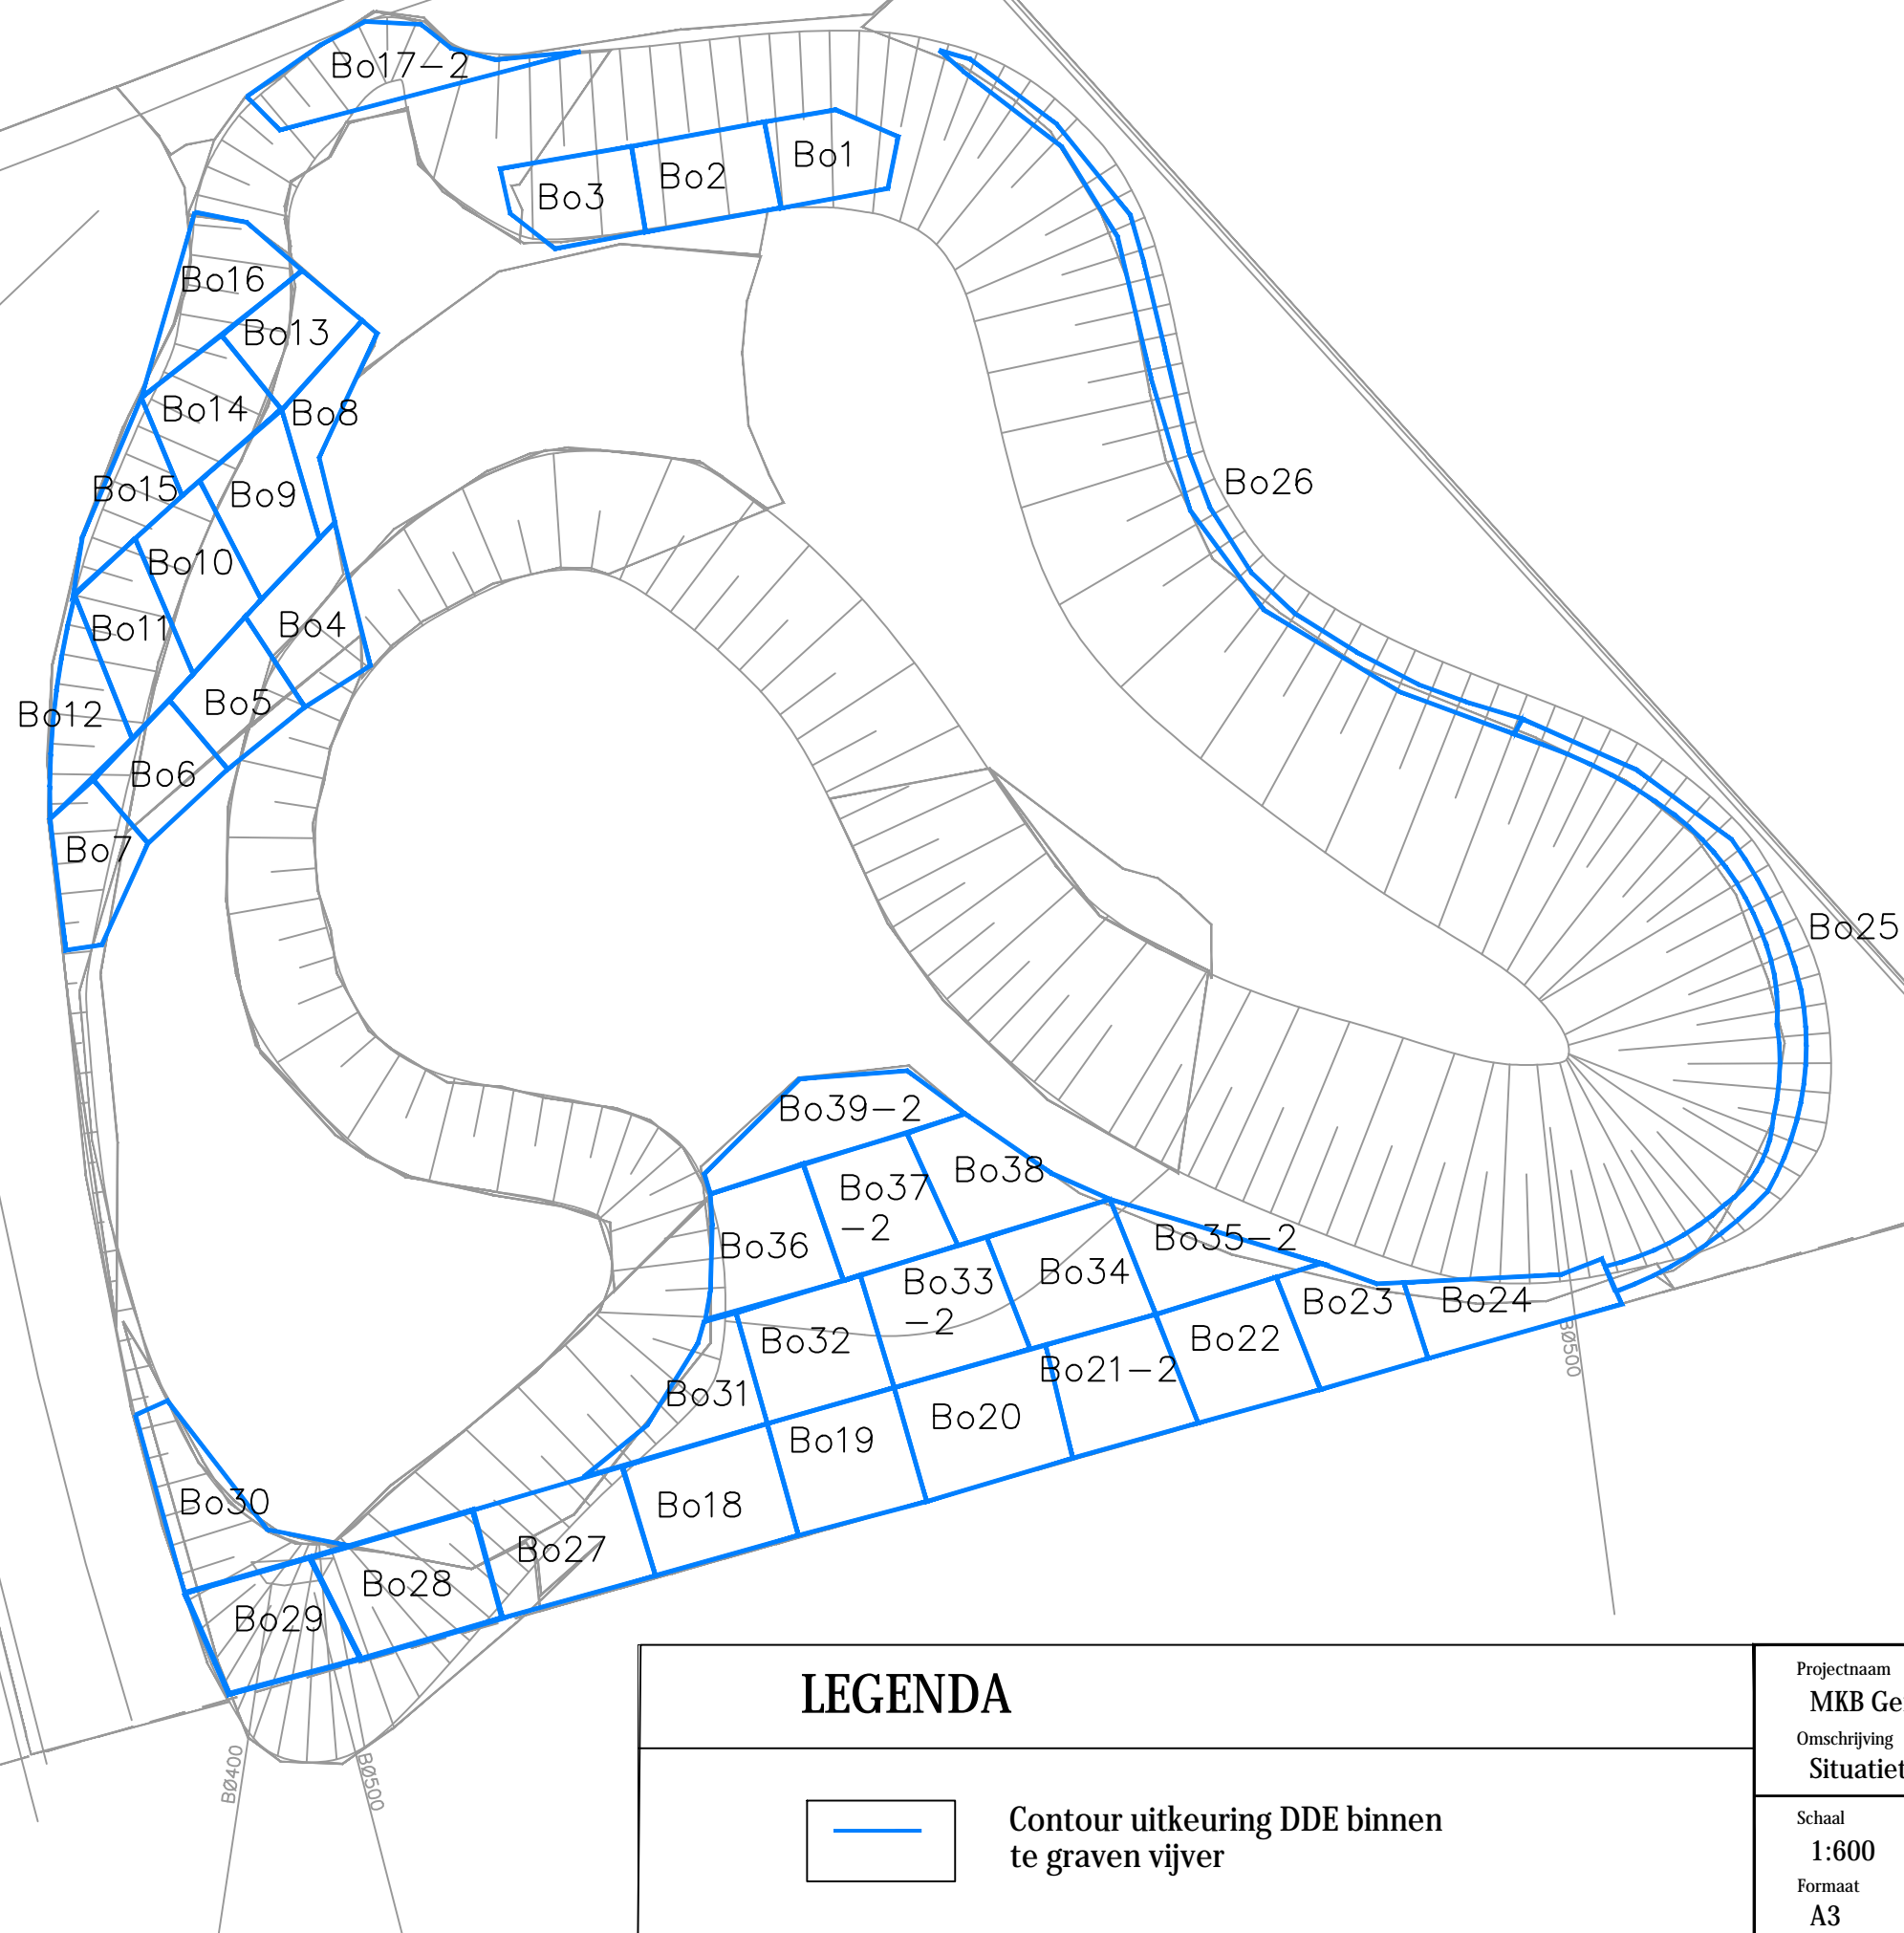 Bo17-2
Bo1
Bo2
Bo3
Bo16
Bo13
Bo14
Bo8
Bo15
Bo9
Bo26
Bo10
Bo11
Bo4
Bo12
Bo5
Bo6
Bo7
Bo25
Bo39-2
Bo38
Bo37
-2
Bo36
Bo35-2
Bo34
Bo33
-2
Bo32
Bo31
Bo24
Bo23
Bo22
Bo21-2
Bo20
Bo19
Bo18
Bo30
Bo27
Bo28
Bo29
BØ500
BØ400
BØ500
LEGENDA
Contour uitkeuring DDE binnen
te graven vijver
Projectnaam
MKB Ge
Omschrijving
Situatiet
Schaal
1:600
Formaat
A3